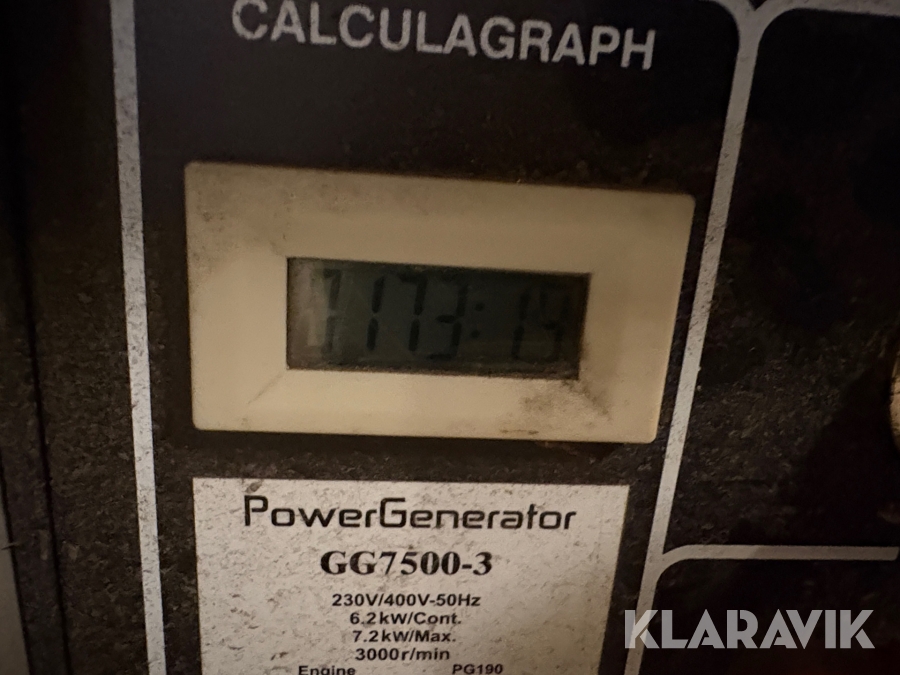 CALCULAGRAPH
1173:19
PowerGenerator
GG7500-3
230V/400V-50Hz
6.2kW/Cont.
7.2kW/Max.
3000r/min
Engine PG190
KLARAVIK